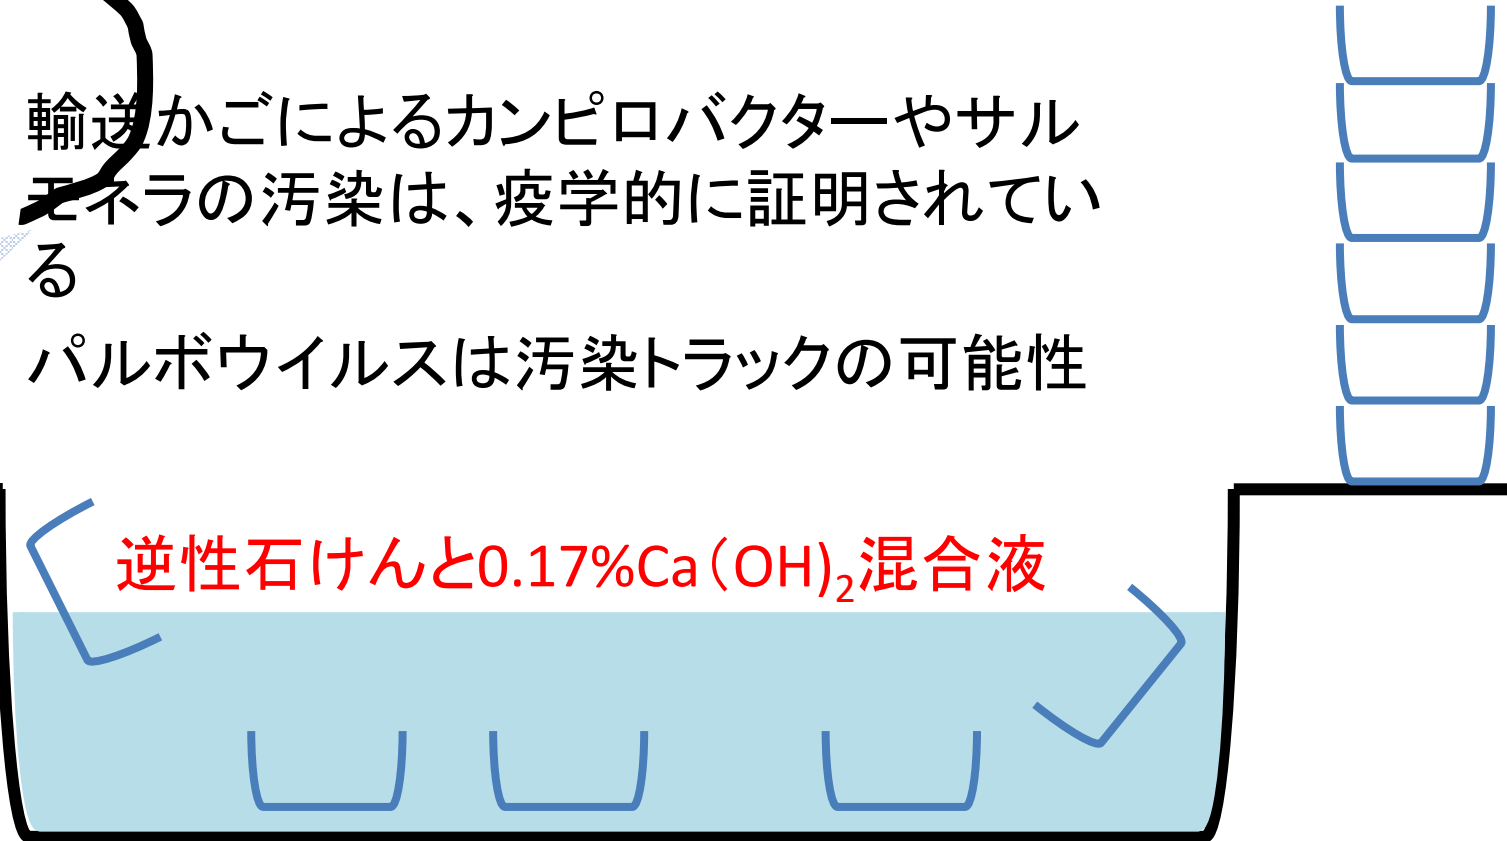 輸送かごによるカンピロバクターやサル
モネラの汚染は、疫学的に証明されてい
る
パルボウイルスは汚染トラックの可能性
逆性石けんと0.17%Ca（OH)₂混合液